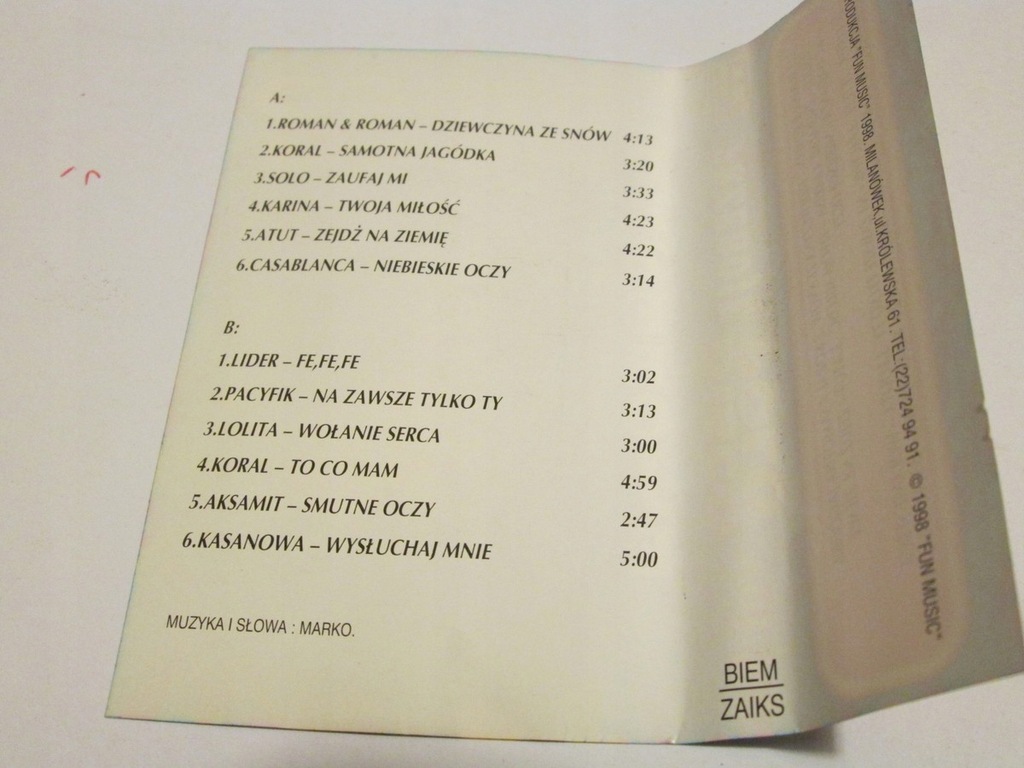 A:
1.ROMAN & ROMAN – DZIEWCZYNA ZE SNÓW 4:13
2.KORAL – SAMOTNA JAGÓDKA 3:20
3.SOLO – ZAUFAJ MI 3:33
4.KARINA – TWOJA MIŁOŚĆ 4:23
5.ATUT – ZEJDŹ NA ZIEMIĘ 4:22
6.CASABLANCA – NIEBIESKIE OCZY 3:14
B:
1.LIDER – FE,FE,FE 3:02
2.PACYFIK – NA ZAWSZE TYLKO TY 3:13
3.LOLITA – WOŁANIE SERCA 3:00
4.KORAL – TO CO MAM 4:59
5.AKSAMIT – SMUTNE OCZY 2:47
6.KASANOWA – WYSŁUCHAJ MNIE 5:00
MUZYKA I SŁOWA : MARKO.
BIEM
ZAIKS
"FUN MUSIC" 1998. MILANÓWEK,ul.KRÓLEWSKA 61. TEL:(22)724 94 91. © 1998 "FUN MUSIC"